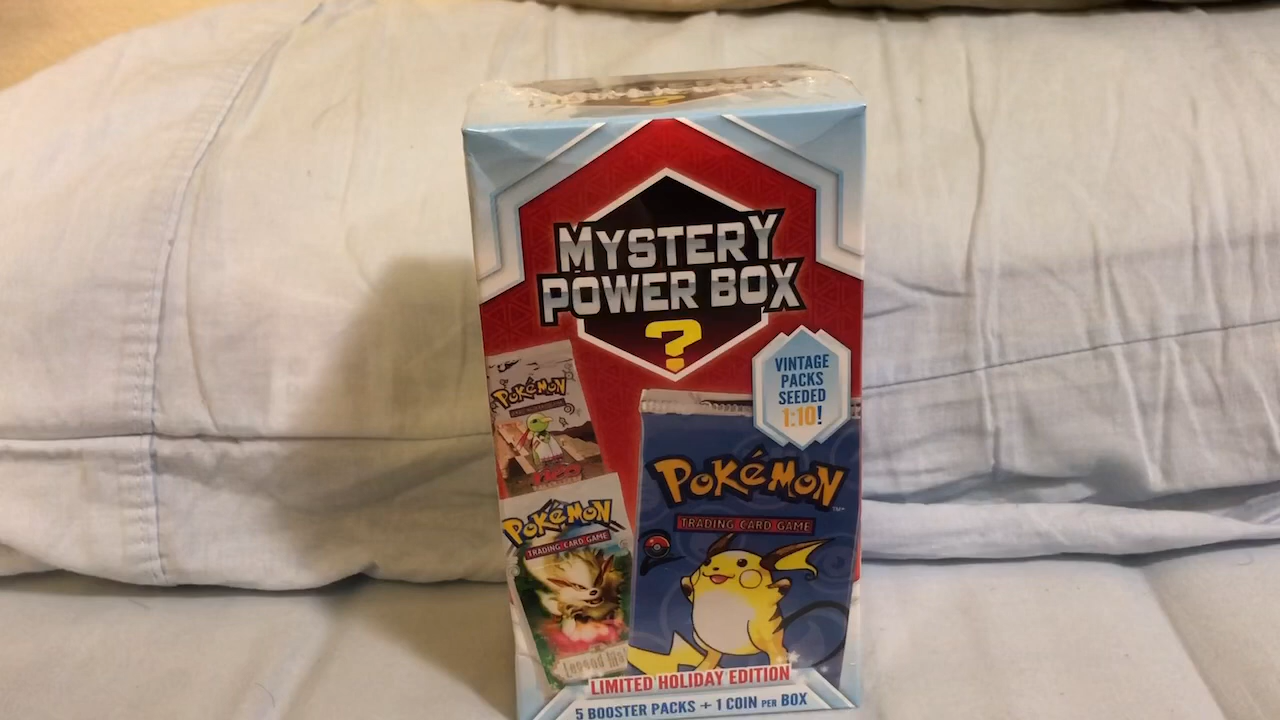 MYSTERY
POWER BOX
?
VINTAGE
PACKS
SEEDED
1:10!
POKéMON
POKéMON
TRADING CARD GAME
POKéMON
TRADING CARD GAME
LIMITED HOLIDAY EDITION
5 BOOSTER PACKS + 1 COIN PER BOX